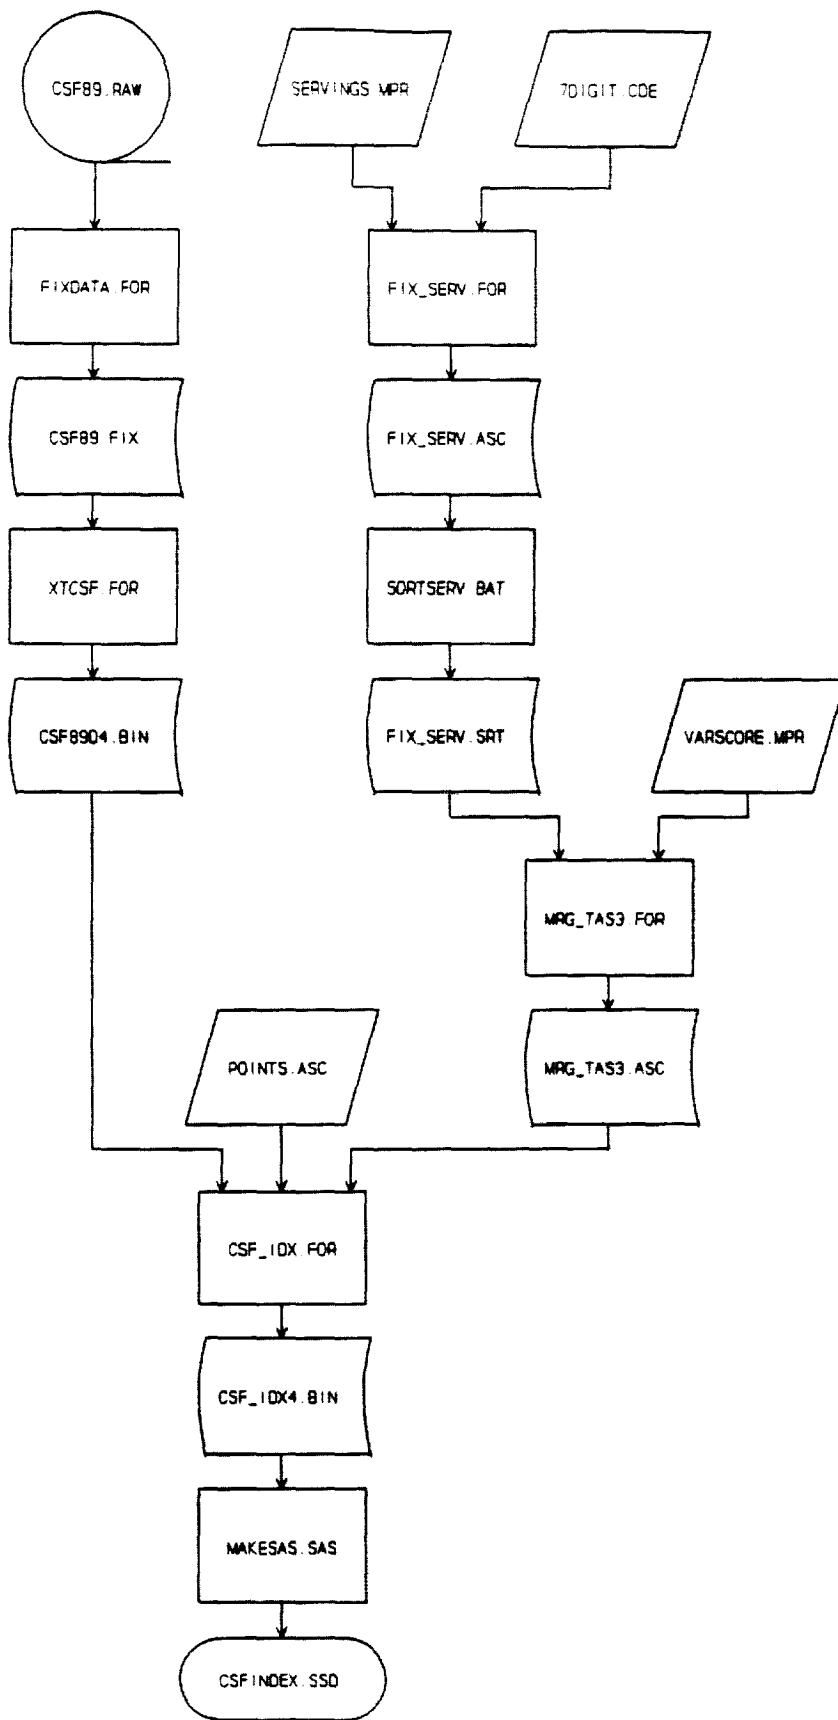 CSF89.RAW
SERVINGS.MPR
7DIGIT.CDE
FIXDATA.FOR
FIX_SERV.FOR
CSF89.FIX
FIX_SERV.ASC
XTCSF.FOR
SORTSERV.BAT
CSF89D4.BIN
FIX_SERV.SRT
VARSCORE.MPR
MRG_TAS3.FOR
POINTS.ASC
MRG_TAS3.ASC
CSF_IDX.FOR
CSF_IDX4.BIN
MAKESAS.SAS
CSFINDEX.SSD